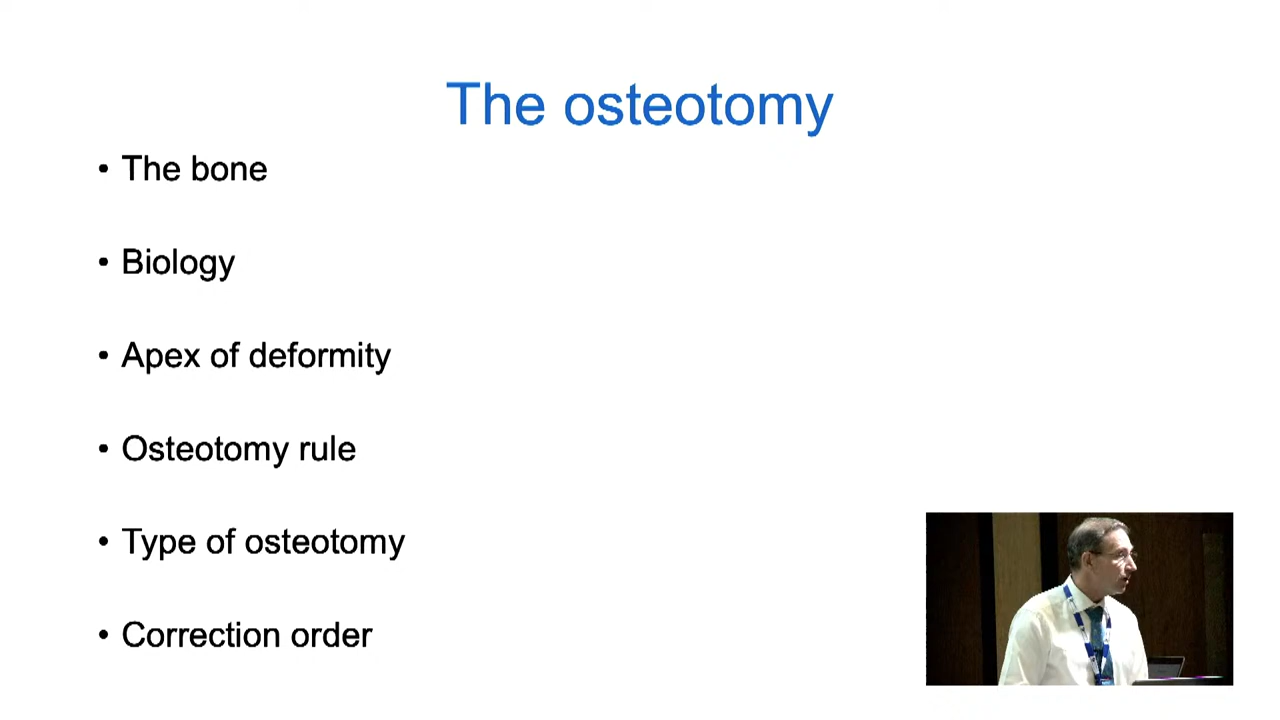 The osteotomy
• The bone
• Biology
• Apex of deformity
• Osteotomy rule
• Type of osteotomy
• Correction order